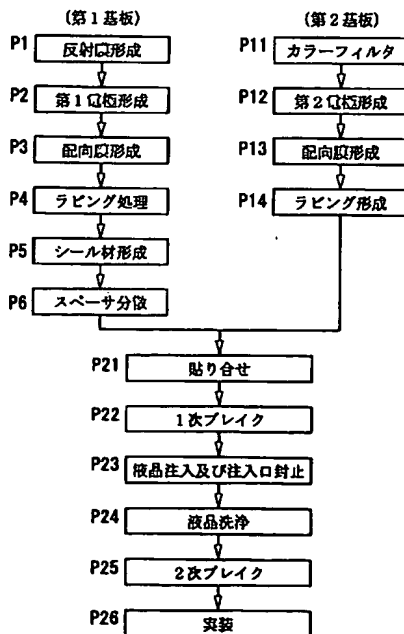 (第1基板)
P1 反射膜形成
P2 第1電極形成
P3 配向膜形成
P4 ラビング処理
P5 シール材形成
P6 スペーサ分散
(第2基板)
P11 カラーフィルタ
P12 第2電極形成
P13 配向膜形成
P14 ラビング形成
P21 貼り合せ
P22 1次ブレイク
P23 液晶注入及び注入口封止
P24 液晶洗浄
P25 2次ブレイク
P26 実装